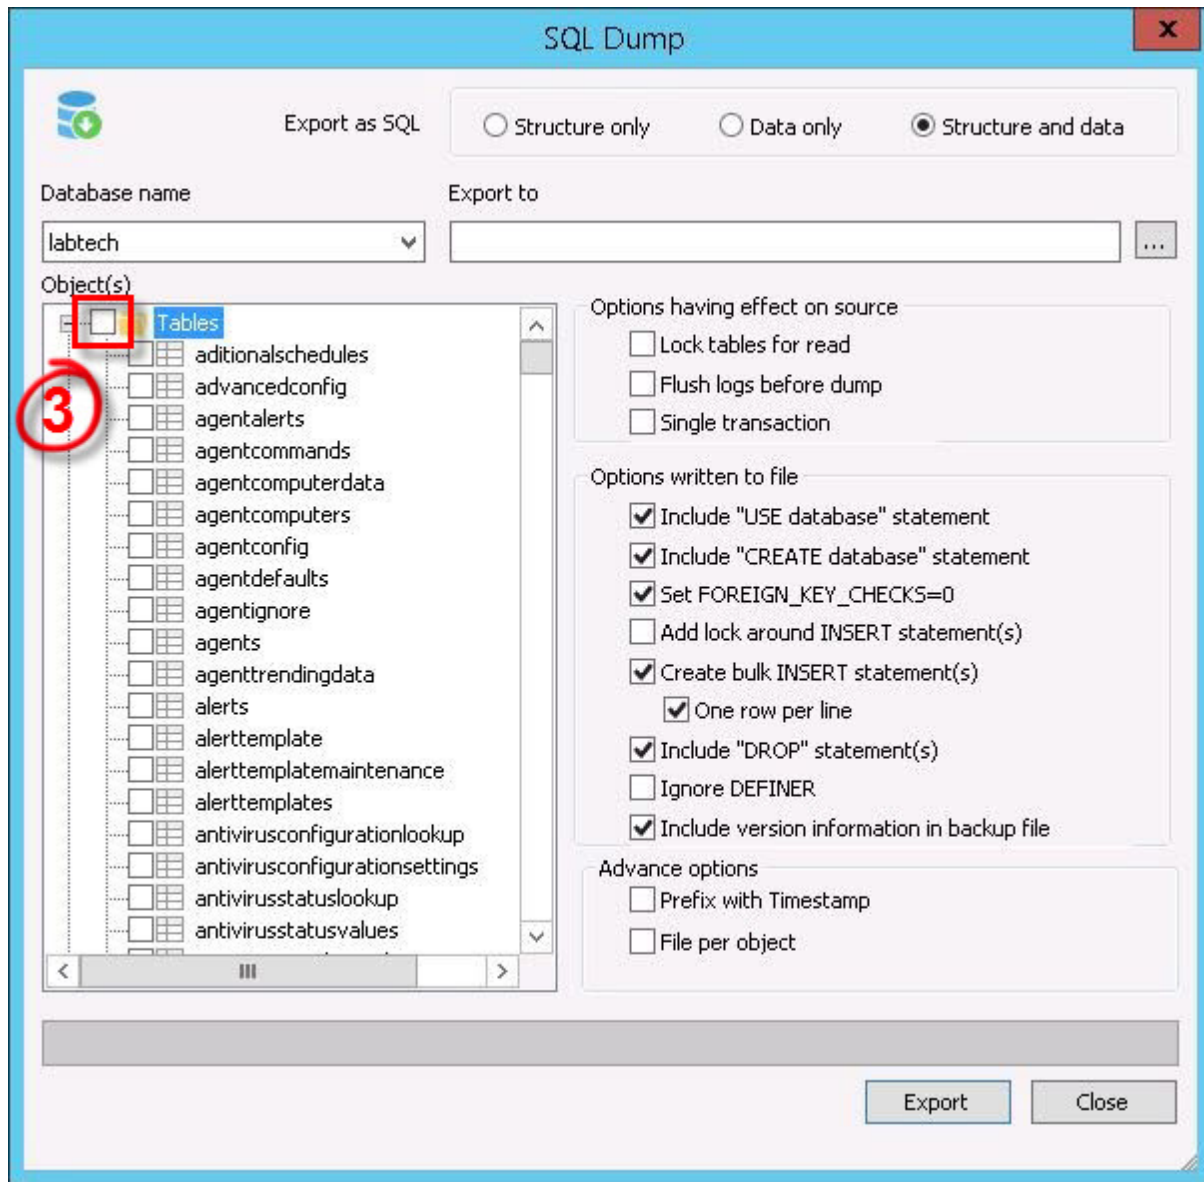 SQL Dump
x
Export as SQL
Structure only
Data only
Structure and data
Database name
Export to
labtech
...
Object(s)
Tables
3
aditionalschedules
advancedconfig
agentalerts
agentcommands
agentcomputerdata
agentcomputers
agentconfig
agentdefaults
agentignore
agents
agenttrendingdata
alerts
alerttemplate
alerttemplatemaintenance
alerttemplates
antivirusconfigurationlookup
antivirusconfigurationsettings
antivirusstatuslookup
antivirusstatusvalues
Options having effect on source
Lock tables for read
Flush logs before dump
Single transaction
Options written to file
Include "USE database" statement
Include "CREATE database" statement
Set FOREIGN_KEY_CHECKS=0
Add lock around INSERT statement(s)
Create bulk INSERT statement(s)
One row per line
Include "DROP" statement(s)
Ignore DEFINER
Include version information in backup file
Advance options
Prefix with Timestamp
File per object
Export
Close